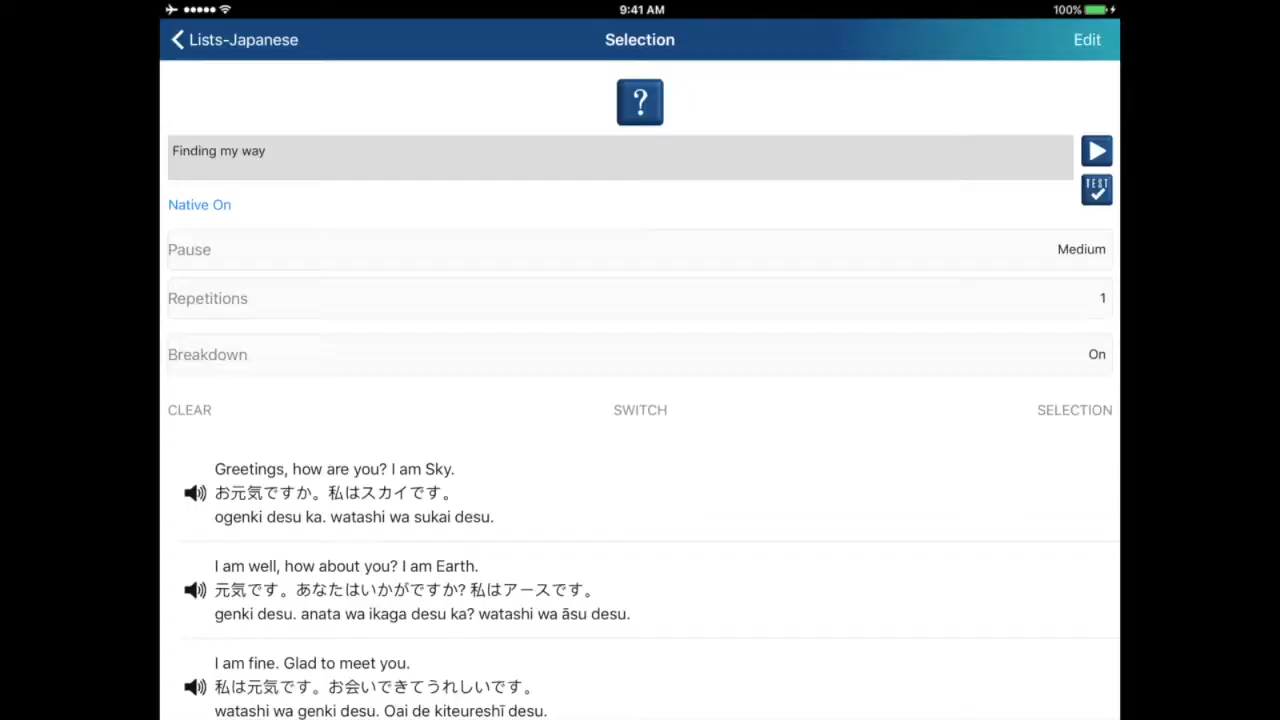 9:41 AM
100%
Lists-Japanese
Selection
Edit
?
Finding my way
TEST
Native On
Pause
Medium
Repetitions
1
Breakdown
On
CLEAR
SWITCH
SELECTION
Greetings, how are you? I am Sky.
お元気ですか。私はスカイです。
ogenki desu ka. watashi wa sukai desu.
I am well, how about you? I am Earth.
元気です。あなたはいかがですか? 私はアースです。
genki desu. anata wa ikaga desu ka? watashi wa āsu desu.
I am fine. Glad to meet you.
私は元気です。お会いできてうれしいです。
watashi wa genki desu. Oai de kiteureshī desu.